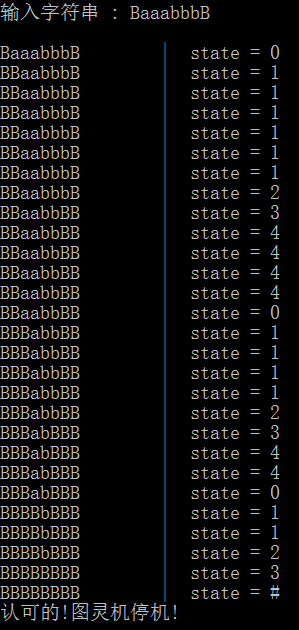 输入字符串 : BaaabbbB
BaaabbbB | state = 0
BBaabbbB | state = 1
BBaabbbB | state = 1
BBaabbbB | state = 1
BBaabbbB | state = 1
BBaabbbB | state = 1
BBaabbbB | state = 1
BBaabbbB | state = 2
BBaabbBB | state = 3
BBaabbBB | state = 4
BBaabbBB | state = 4
BBaabbBB | state = 4
BBaabbBB | state = 4
BBaabbBB | state = 0
BBBabbBB | state = 1
BBBabbBB | state = 1
BBBabbBB | state = 1
BBBabbBB | state = 1
BBBabbBB | state = 2
BBBabBBB | state = 3
BBBabBBB | state = 4
BBBabBBB | state = 4
BBBabBBB | state = 0
BBBBbBBB | state = 1
BBBBbBBB | state = 1
BBBBbBBB | state = 2
BBBBBBBB | state = 3
BBBBBBBB | state = #
认可的!图灵机停机!